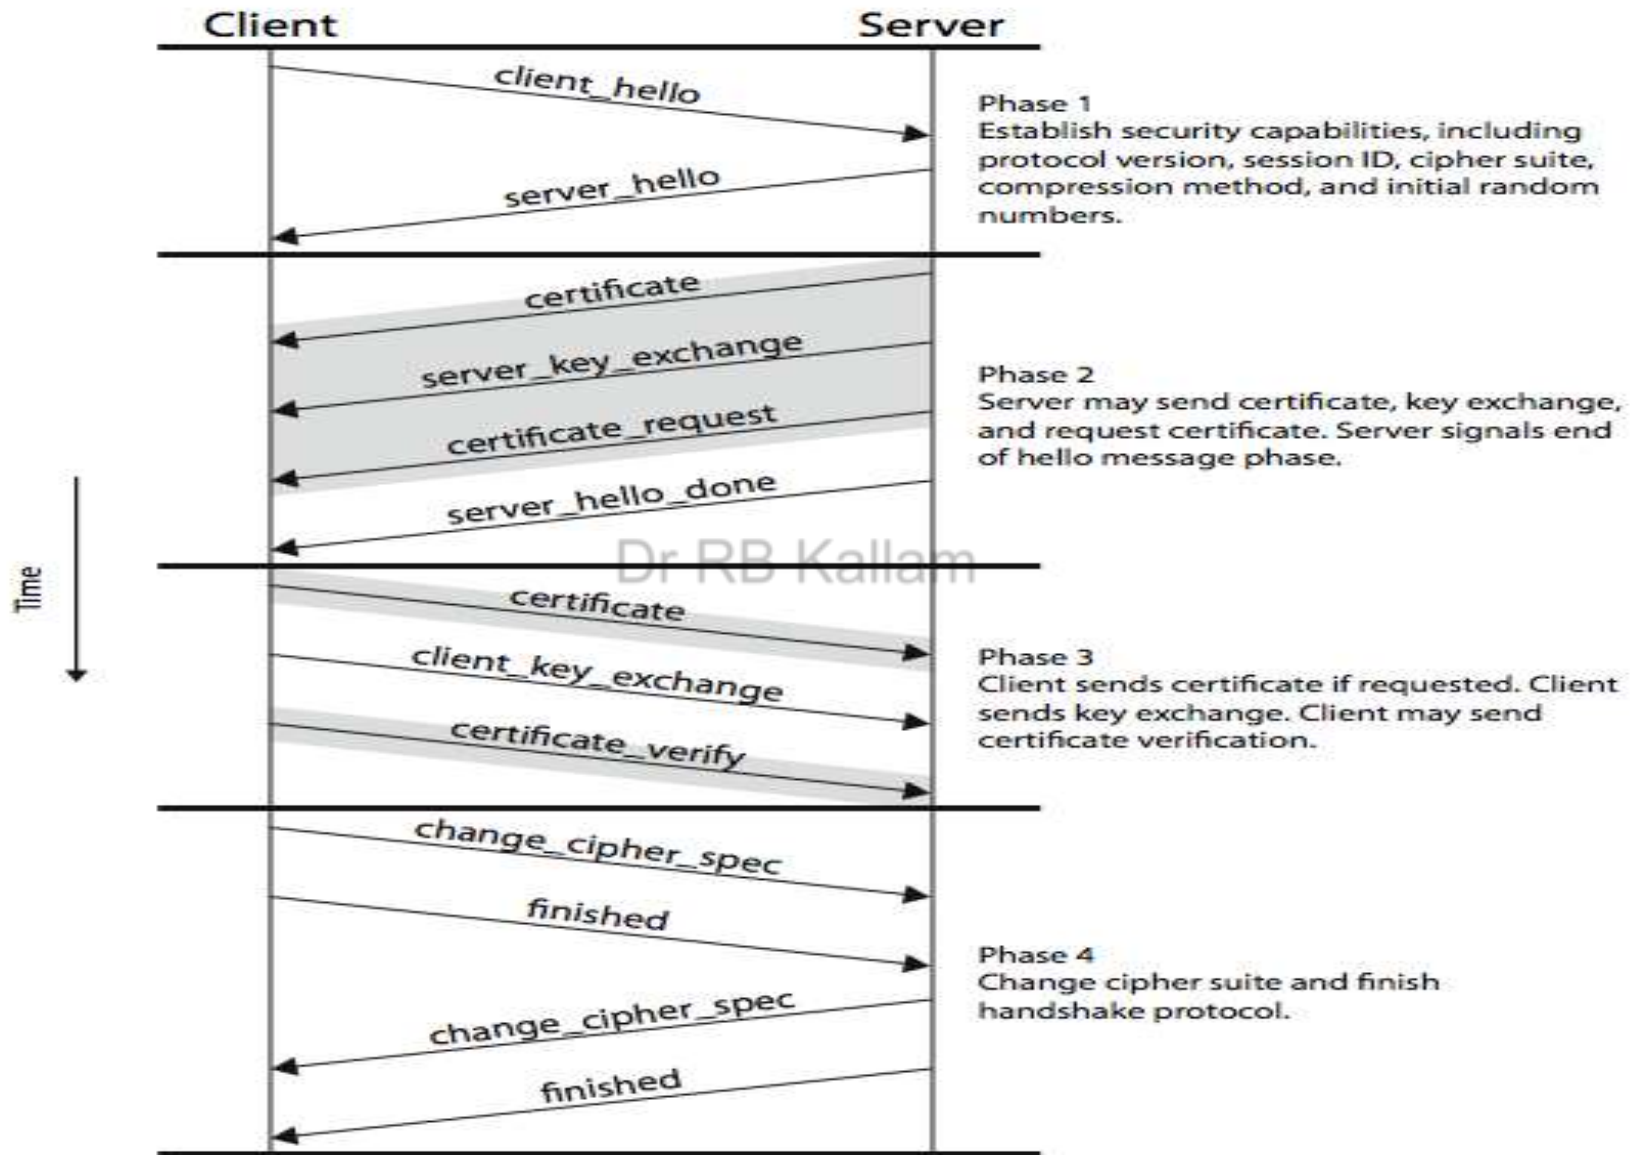 Client
Server
client_hello
server_hello
Phase 1
Establish security capabilities, including
protocol version, session ID, cipher suite,
compression method, and initial random
numbers.
certificate
server_key_exchange
certificate_request
server_hello_done
Phase 2
Server may send certificate, key exchange,
and request certificate. Server signals end
of hello message phase.
Time
Dr RB Kallam
certificate
client_key_exchange
certificate_verify
Phase 3
Client sends certificate if requested. Client
sends key exchange. Client may send
certificate verification.
change_cipher_spec
finished
change_cipher_spec
finished
Phase 4
Change cipher suite and finish
handshake protocol.